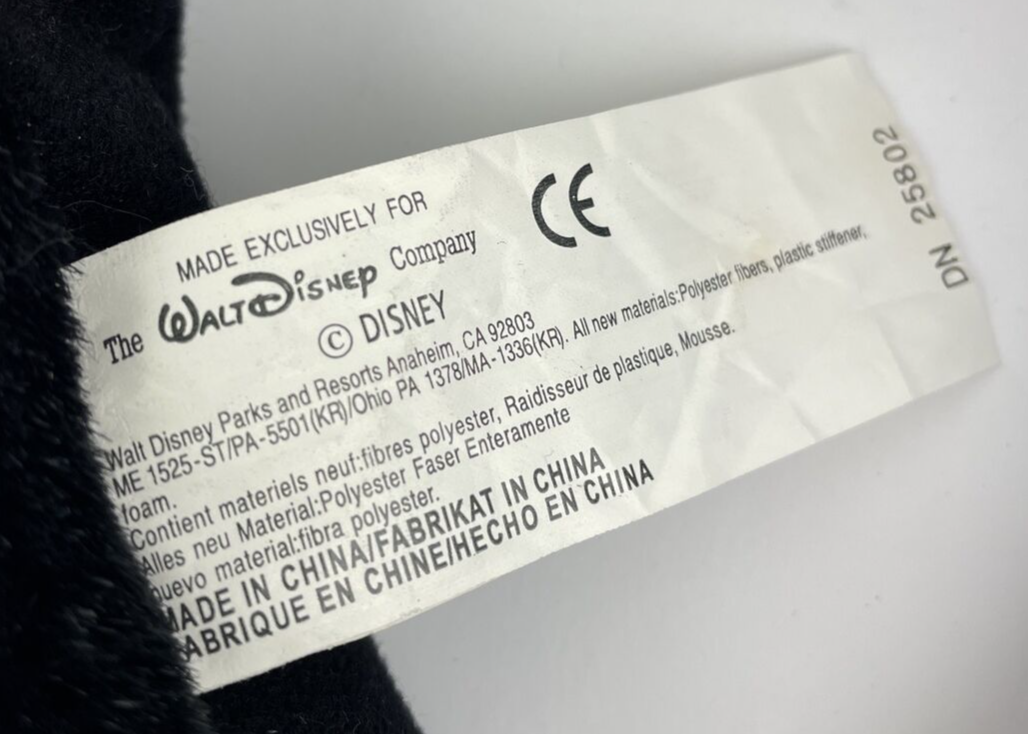 MADE EXCLUSIVELY FOR
The WALT DISNEY Company
© DISNEY
Walt Disney Parks and Resorts Anaheim, CA 92803
ME 1525-ST/PA-5501(KR)/Ohio PA 1378/MA-1336(KR). All new materials:Polyester fibers, plastic stiffener,
foam.
Contient materiels neuf:fibres polyester, Raidisseur de plastique, Mousse.
Alles neu Material:Polyester Faser Enteramente
nuevo material:fibra polyester.
MADE IN CHINA/FABRIKAT IN CHINA
FABRIQUE EN CHINE/HECHO EN CHINA
CE
DN 25802